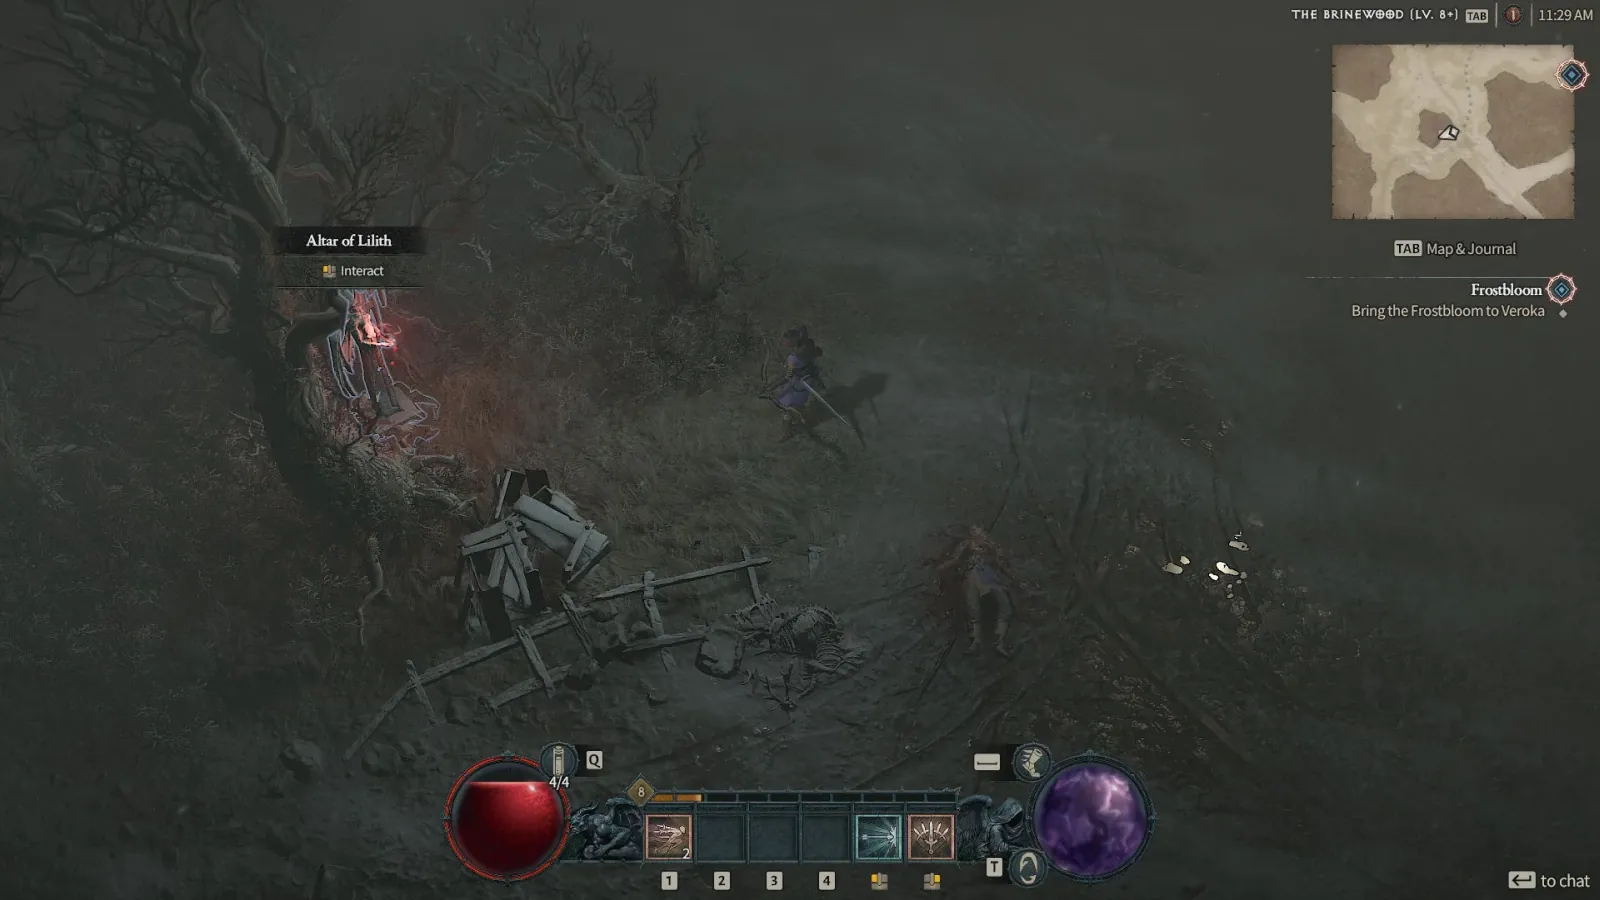 THE BRINEWOOD (LV. 8+) TAB 11:29 AM
Altar of Lilith
Interact
TAB Map & Journal
Frostbloom
Bring the Frostbloom to Veroka
Q
4/4
8
2
T
1 2 3 4
to chat